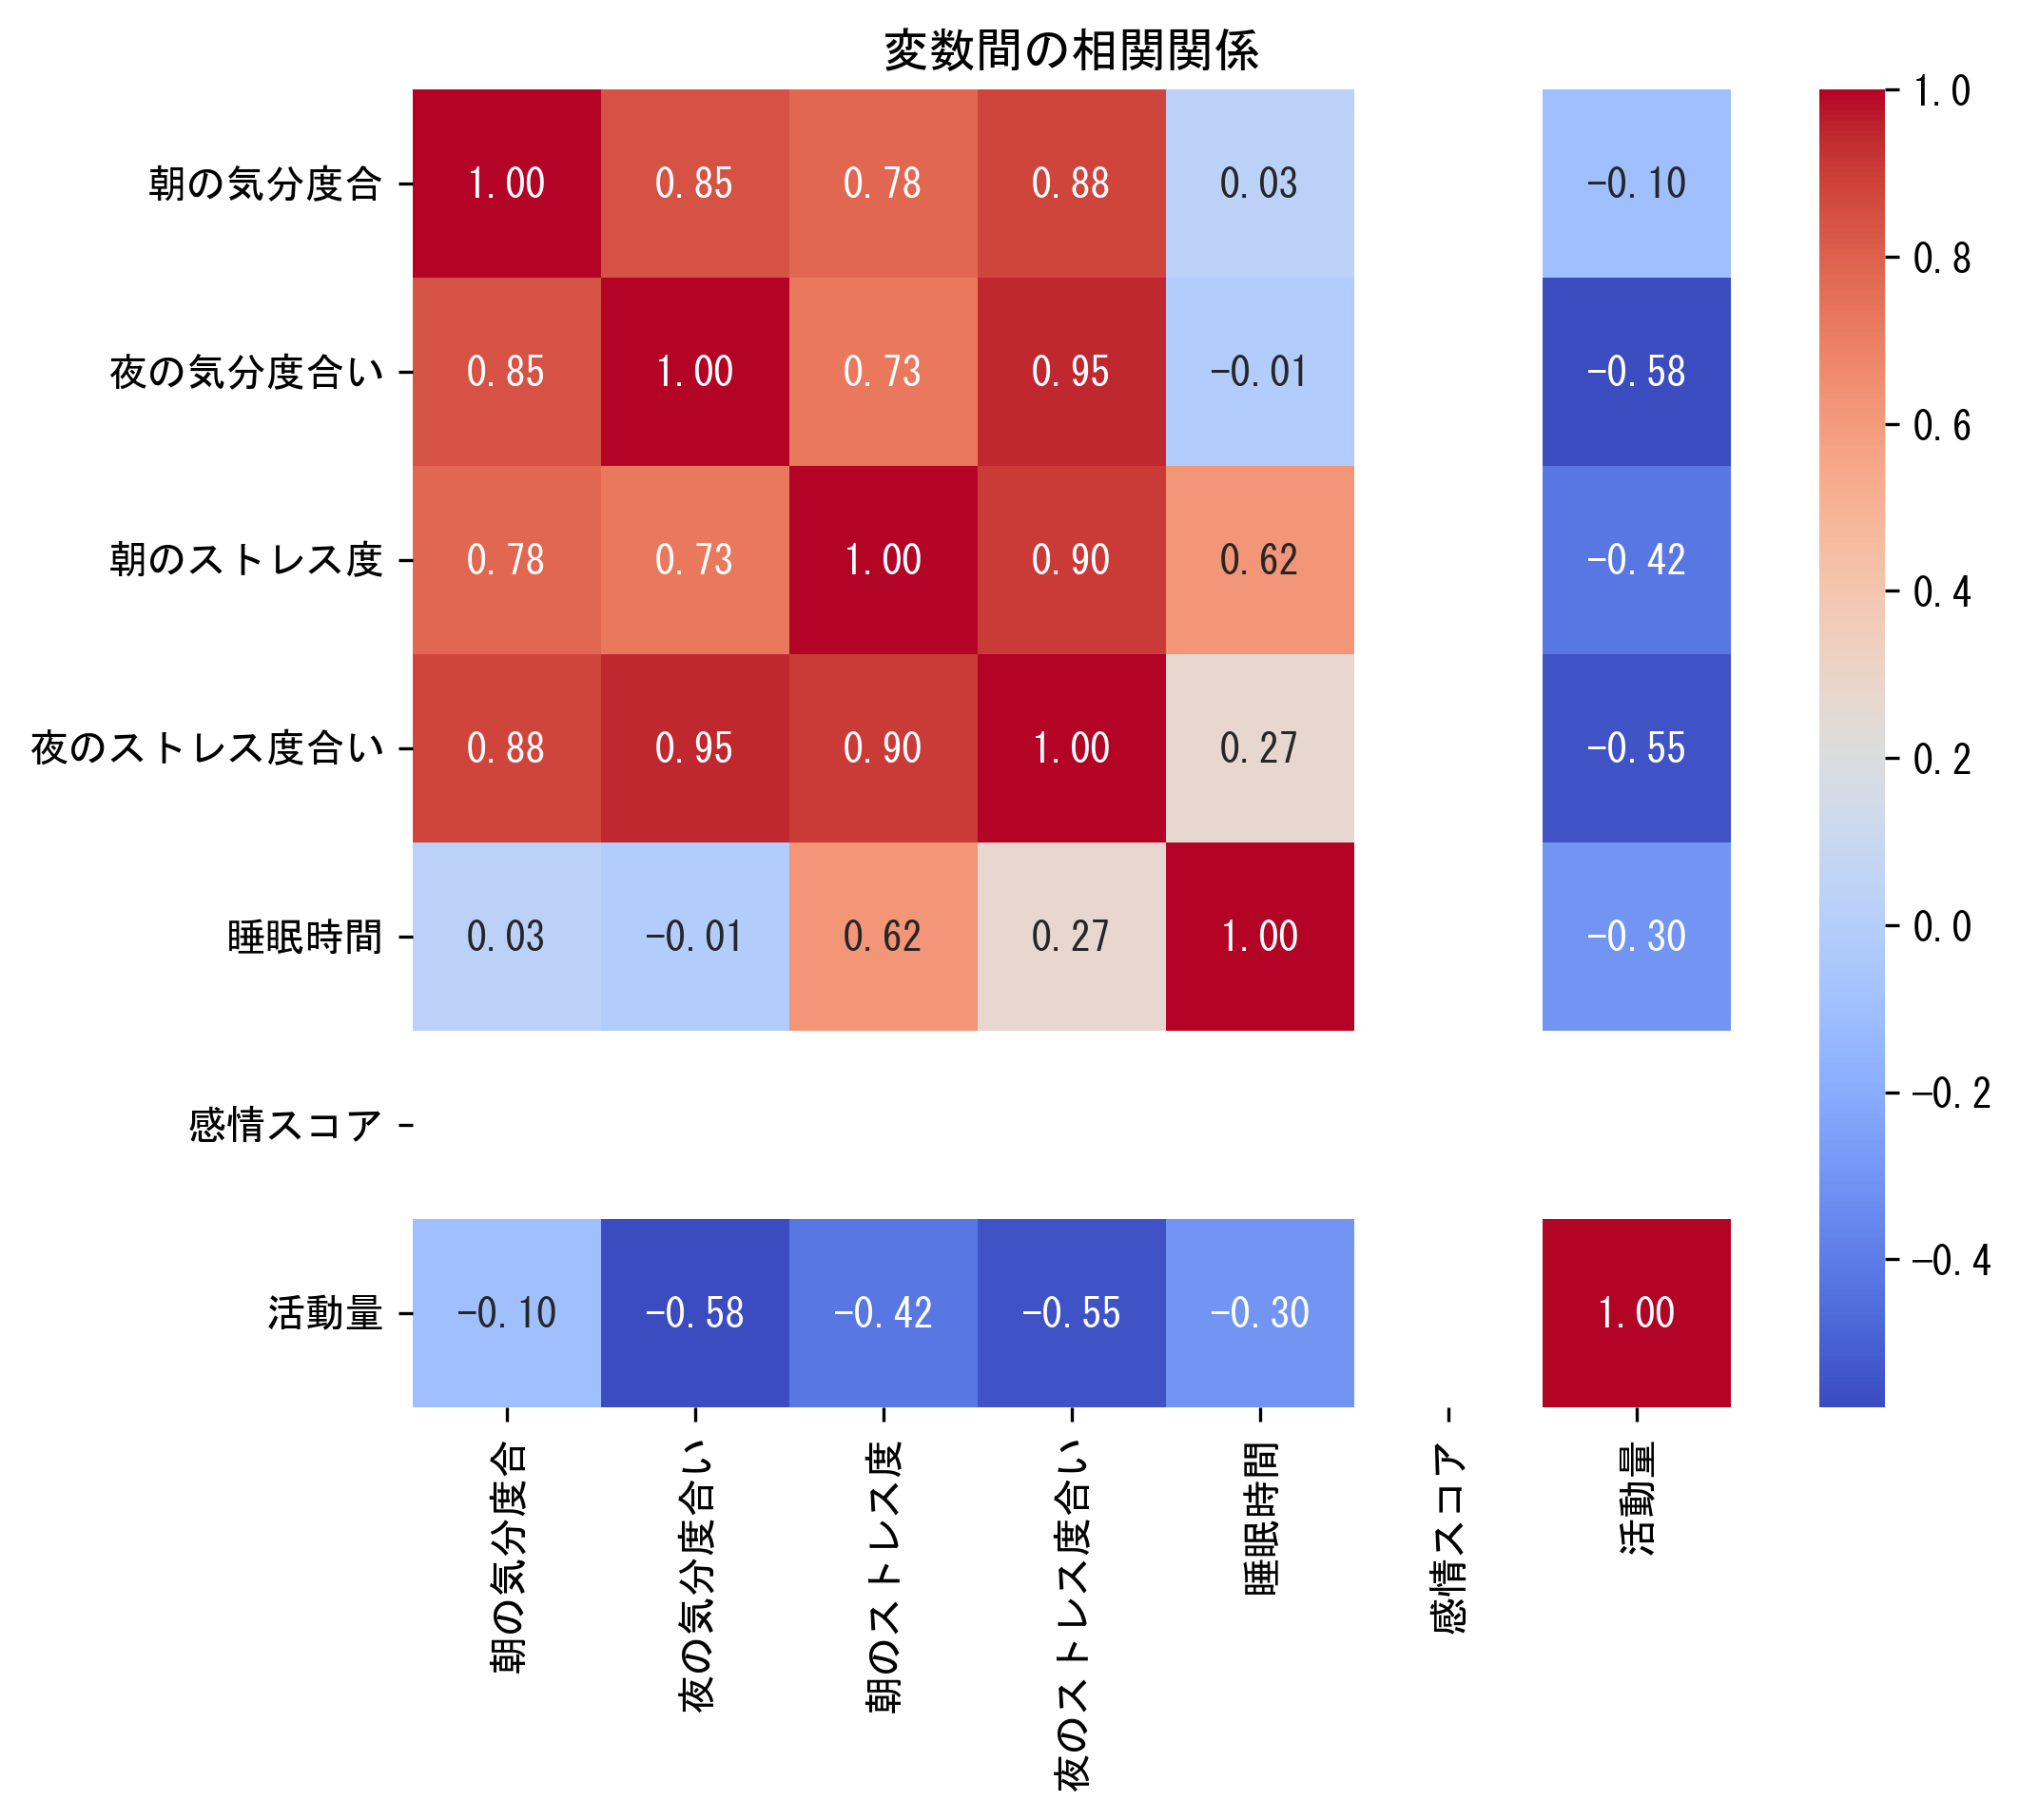 変数間の相関関係
朝の気分度合 1.00 0.85 0.78 0.88 0.03 -0.10
夜の気分度合い 0.85 1.00 0.73 0.95 -0.01 -0.58
朝のストレス度 0.78 0.73 1.00 0.90 0.62 -0.42
夜のストレス度合い 0.88 0.95 0.90 1.00 0.27 -0.55
睡眠時間 0.03 -0.01 0.62 0.27 1.00 -0.30
感情スコア
活動量 -0.10 -0.58 -0.42 -0.55 -0.30 1.00
朝の気分度合
夜の気分度合い
朝のストレス度
夜のストレス度合い
睡眠時間
感情スコア
活動量
1.0
0.8
0.6
0.4
0.2
0.0
-0.2
-0.4